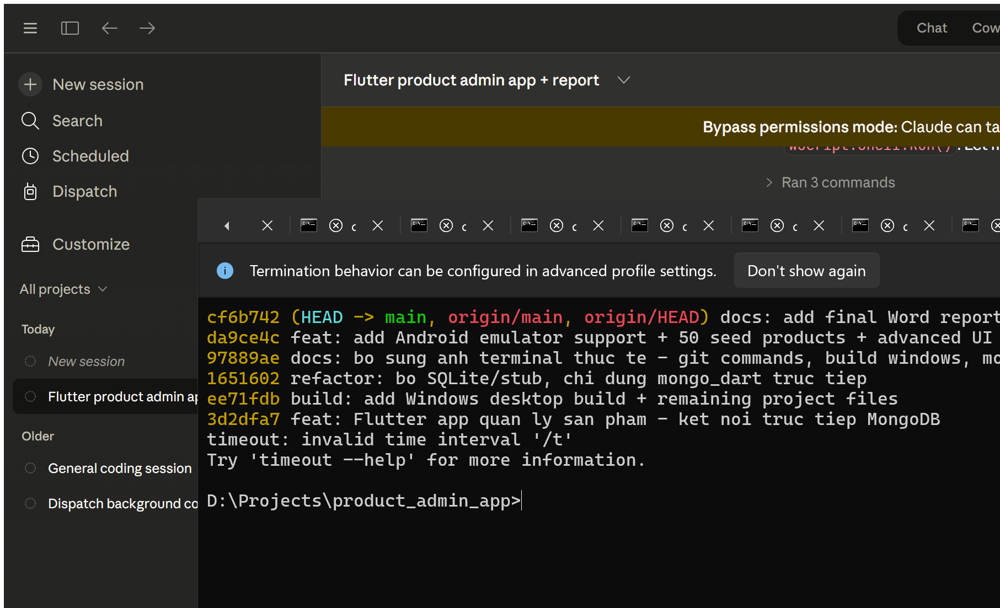 Chat Cow
New session
Search
Scheduled
Dispatch
Customize
All projects
Today
New session
Flutter product admin ap
Older
General coding session
Dispatch background co
Flutter product admin app + report
Bypass permissions mode: Claude can ta
WScript.Shell.Run()
Ran 3 commands
c c c c c c
Termination behavior can be configured in advanced profile settings. Don't show again
cf6b742 (HEAD -> main, origin/main, origin/HEAD) docs: add final Word report
da9ce4c feat: add Android emulator support + 50 seed products + advanced UI
97889ae docs: bo sung anh terminal thuc te - git commands, build windows, mo
1651602 refactor: bo SQLite/stub, chi dung mongo_dart truc tiep
ee71fdb build: add Windows desktop build + remaining project files
3d2dfa7 feat: Flutter app quan ly san pham - ket noi truc tiep MongoDB
timeout: invalid time interval '/t'
Try 'timeout --help' for more information.
D:\Projects\product_admin_app>